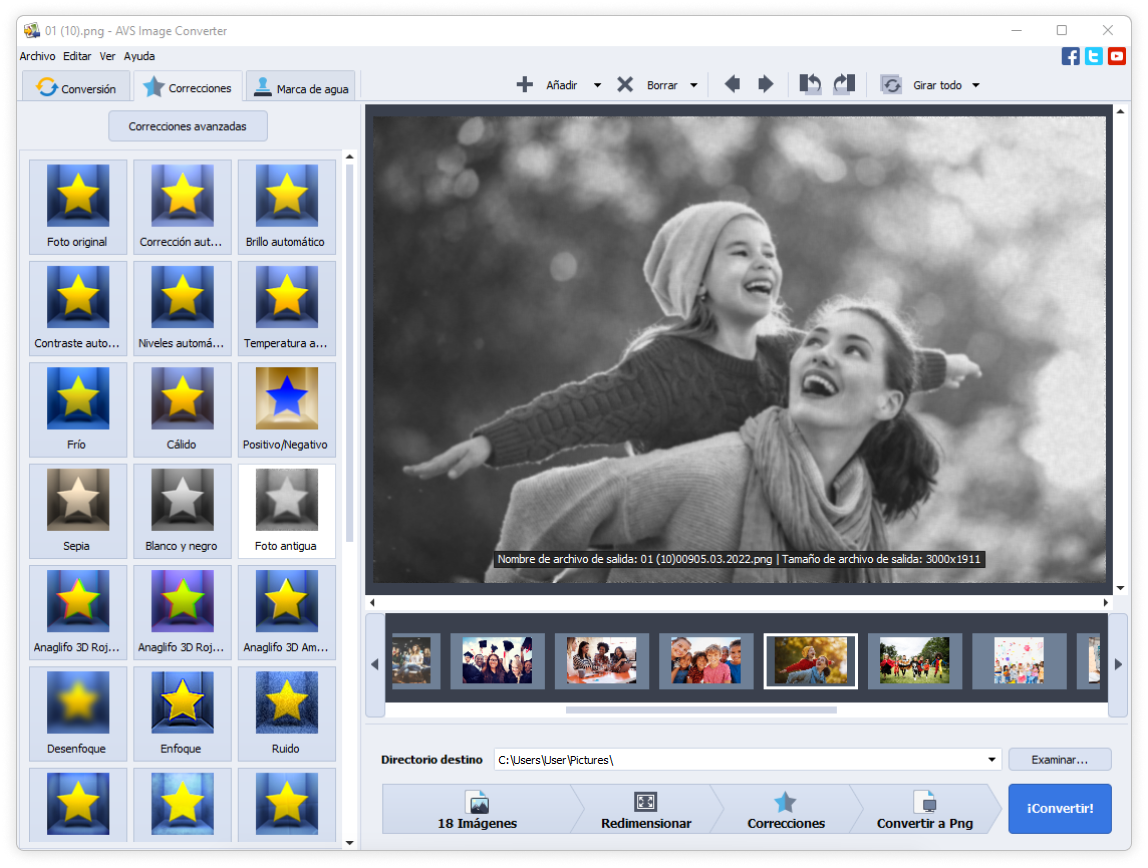 01 (10).png - AVS Image Converter
Archivo Editar Ver Ayuda
Conversión Correcciones Marca de agua
Añadir Borrar Girar todo
Correcciones avanzadas
Foto original Corrección aut... Brillo automático
Contraste auto... Niveles automá... Temperatura a...
Frío Cálido Positivo/Negativo
Sepia Blanco y negro Foto antigua
Anaglifo 3D Roj... Anaglifo 3D Roj... Anaglifo 3D Am...
Desenfoque Enfoque Ruido
Nombre de archivo de salida: 01 (10)00905.03.2022.png | Tamaño de archivo de salida: 3000x1911
Directorio destino C:\Users\User\Pictures\ Examinar...
18 Imágenes Redimensionar Correcciones Convertir a Png ¡Convertir!